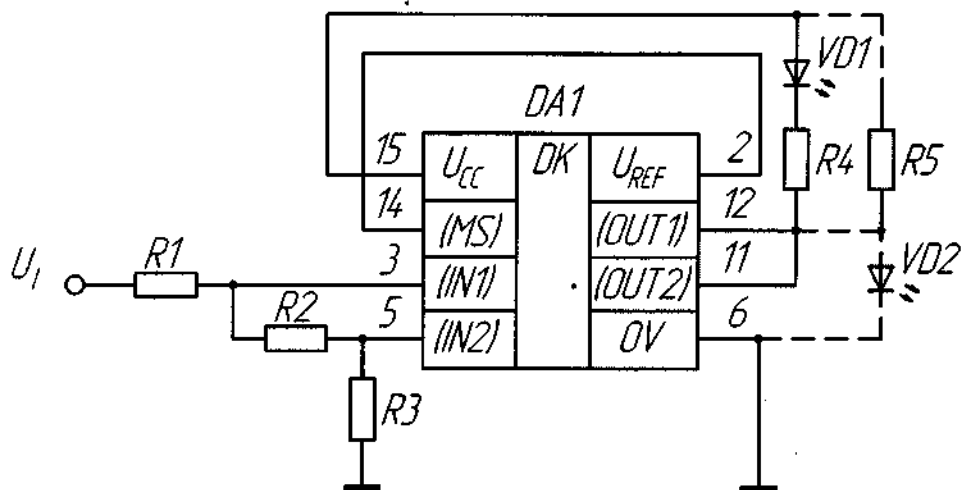 VD1
DA1
15
U_CC
DK
U_REF
2
R4
R5
14
(MS)
(OUT1)
12
U_I
R1
3
(IN1)
(OUT2)
11
VD2
R2
5
(IN2)
0V
6
R3